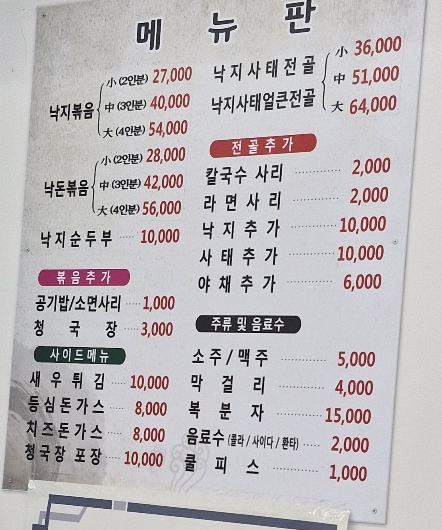 메 뉴 판
낙지볶음
小 (2인분) 27,000
中 (3인분) 40,000
大 (4인분) 54,000
낙돈볶음
小 (2인분) 28,000
中 (3인분) 42,000
大 (4인분) 56,000
낙지순두부 ····· 10,000
볶음추가
공기밥/소면사리 ···· 1,000
청 국 장 ···· 3,000
사이드메뉴
새 우 튀 김 ···· 10,000
등심돈가스 ······ 8,000
치즈돈가스 ······ 8,000
청국장 포장 ···· 10,000
낙지사태전골
낙지사태얼큰전골
小 36,000
中 51,000
大 64,000
전골추가
칼국수 사리 ············ 2,000
라 면 사 리 ············ 2,000
낙 지 추 가 ············ 10,000
사 태 추 가 ············ 10,000
야 채 추 가 ············ 6,000
주류 및 음료수
소 주 / 맥 주 ············ 5,000
막 걸 리 ············ 4,000
복 분 자 ············ 15,000
음료수 (콜라 / 사이다 / 환타) ····· 2,000
쿨 피 스 ············ 1,000